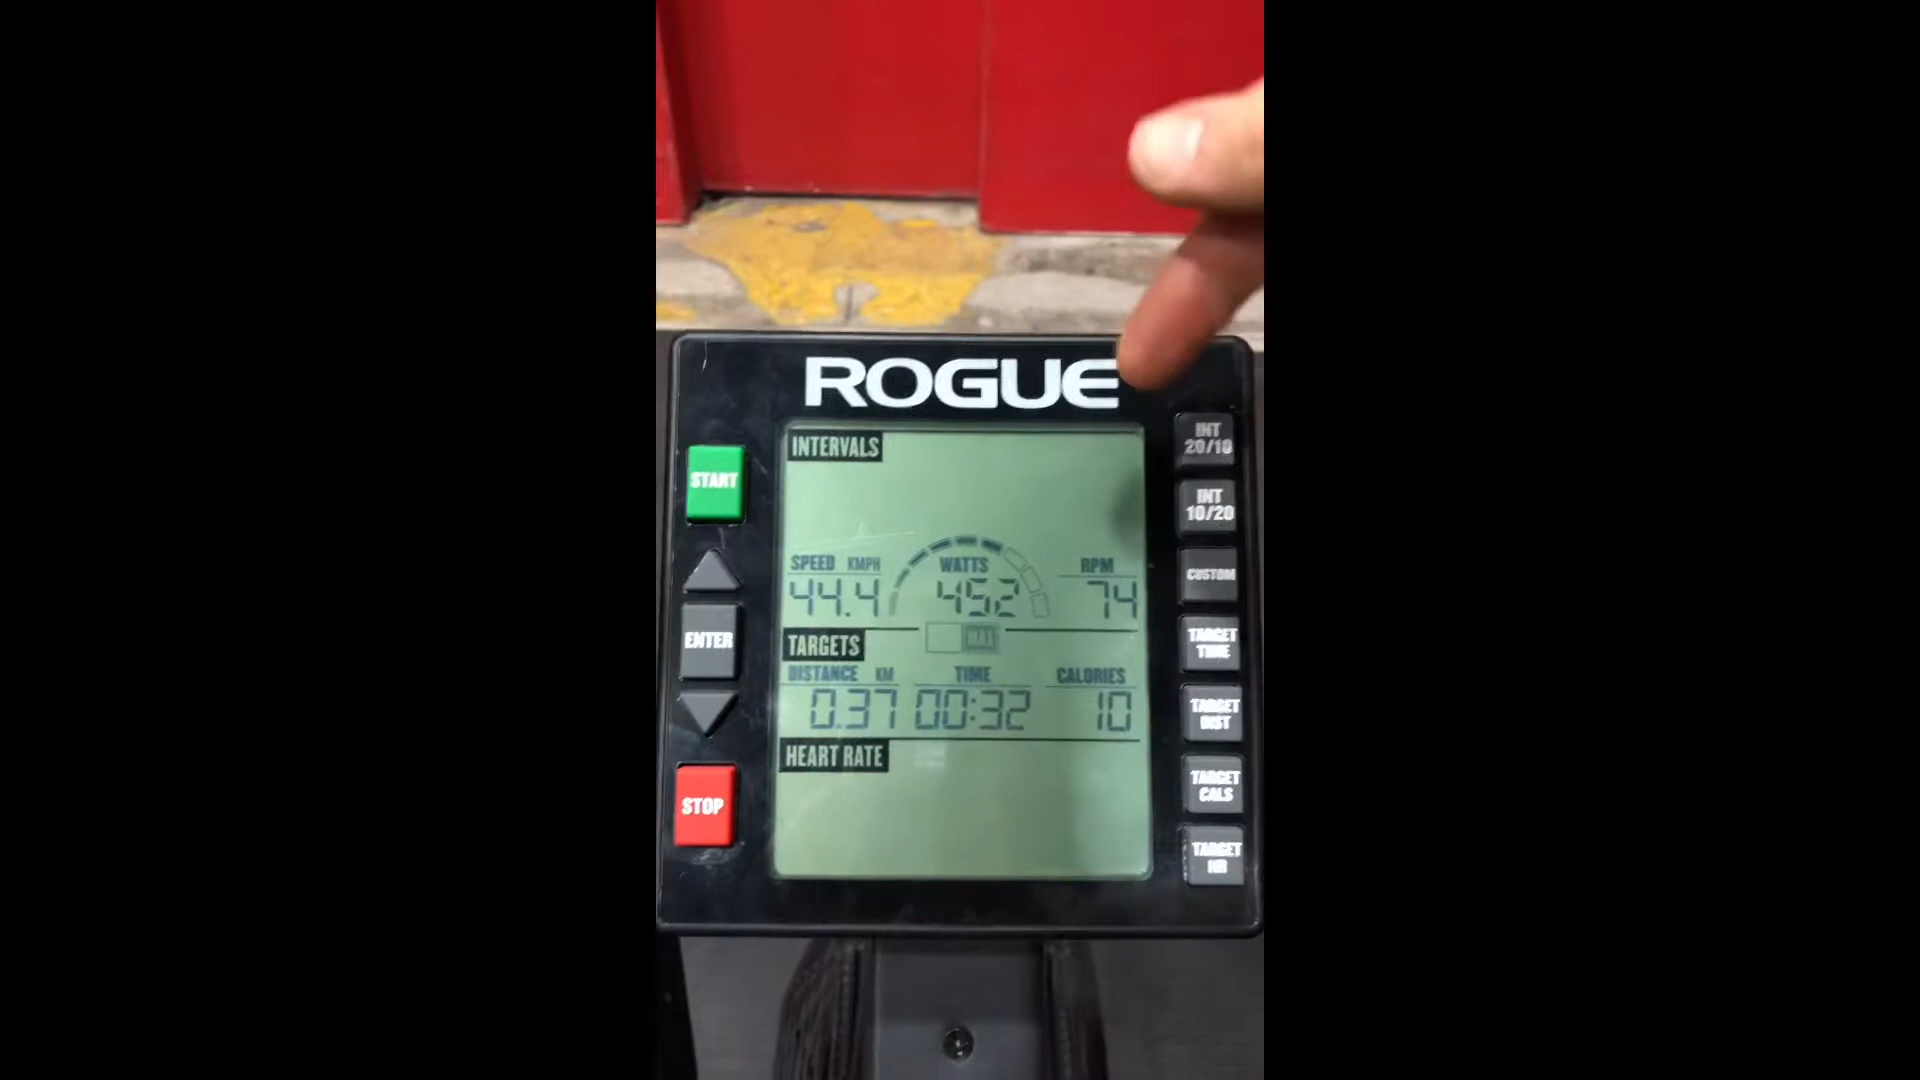 ROGUE
INTERVALS
START
SPEED KMPH
44.4
WATTS
452
RPM
74
ENTER
TARGETS
MAX
DISTANCE KM
0.37
TIME
00:32
CALORIES
10
HEART RATE
STOP
INT
20/10
INT
10/20
CUSTOM
TARGET
TIME
TARGET
DIST
TARGET
CALS
TARGET
HR